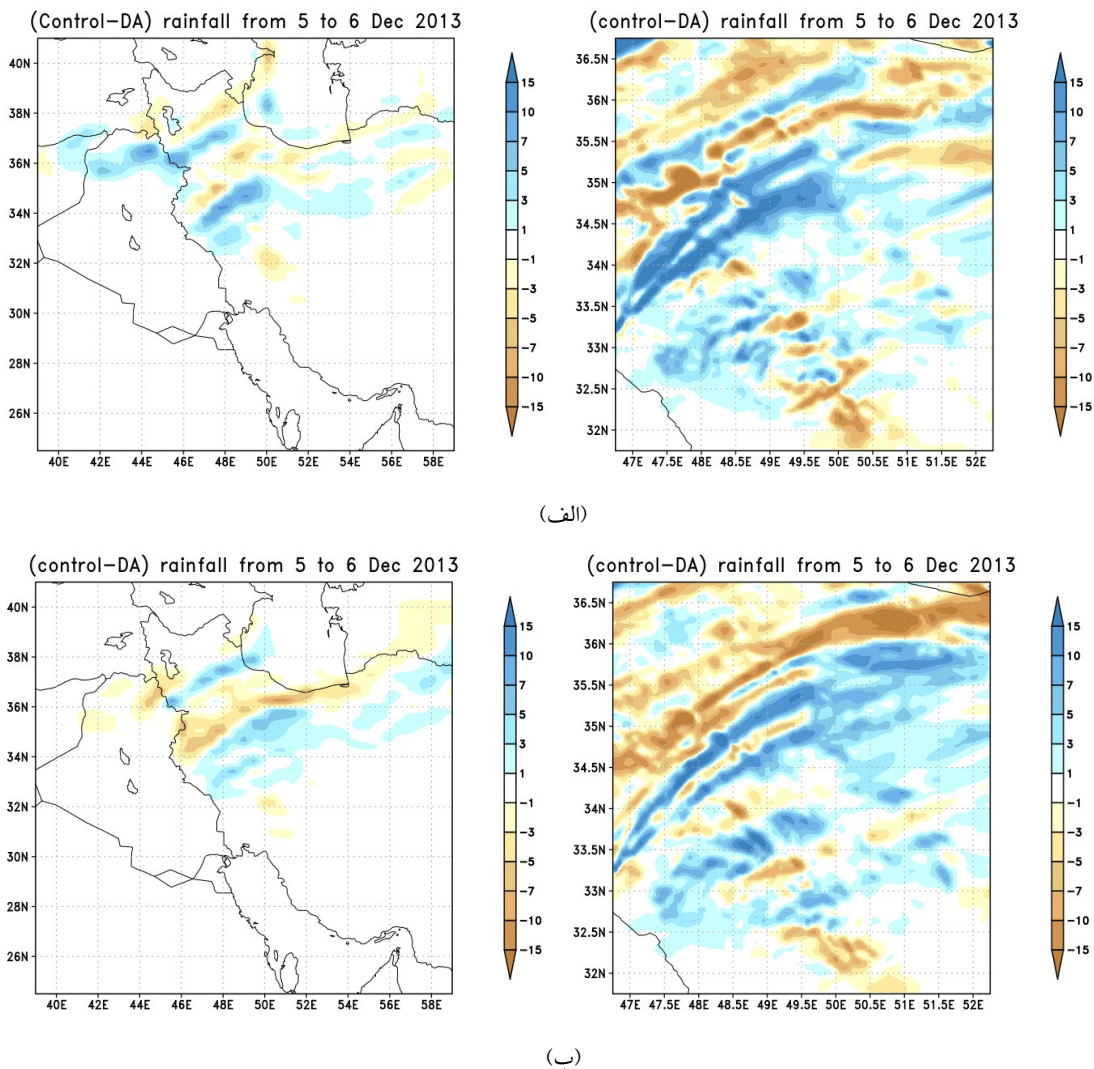 (Control-DA) rainfall from 5 to 6 Dec 2013
(control-DA) rainfall from 5 to 6 Dec 2013
40N
38N
36N
34N
32N
30N
28N
26N
40E 42E 44E 46E 48E 50E 52E 54E 56E 58E
15
10
7
5
3
1
-1
-3
-5
-7
-10
-15
36.5N
36N
35.5N
35N
34.5N
34N
33.5N
33N
32.5N
32N
47E 47.5E 48E 48.5E 49E 49.5E 50E 50.5E 51E 51.5E 52E
15
10
7
5
3
1
-1
-3
-5
-7
-10
-15
(الف)
(control-DA) rainfall from 5 to 6 Dec 2013
(control-DA) rainfall from 5 to 6 Dec 2013
40N
38N
36N
34N
32N
30N
28N
26N
40E 42E 44E 46E 48E 50E 52E 54E 56E 58E
15
10
7
5
3
1
-1
-3
-5
-7
-10
-15
36.5N
36N
35.5N
35N
34.5N
34N
33.5N
33N
32.5N
32N
47E 47.5E 48E 48.5E 49E 49.5E 50E 50.5E 51E 51.5E 52E
15
10
7
5
3
1
-1
-3
-5
-7
-10
-15
(ب)